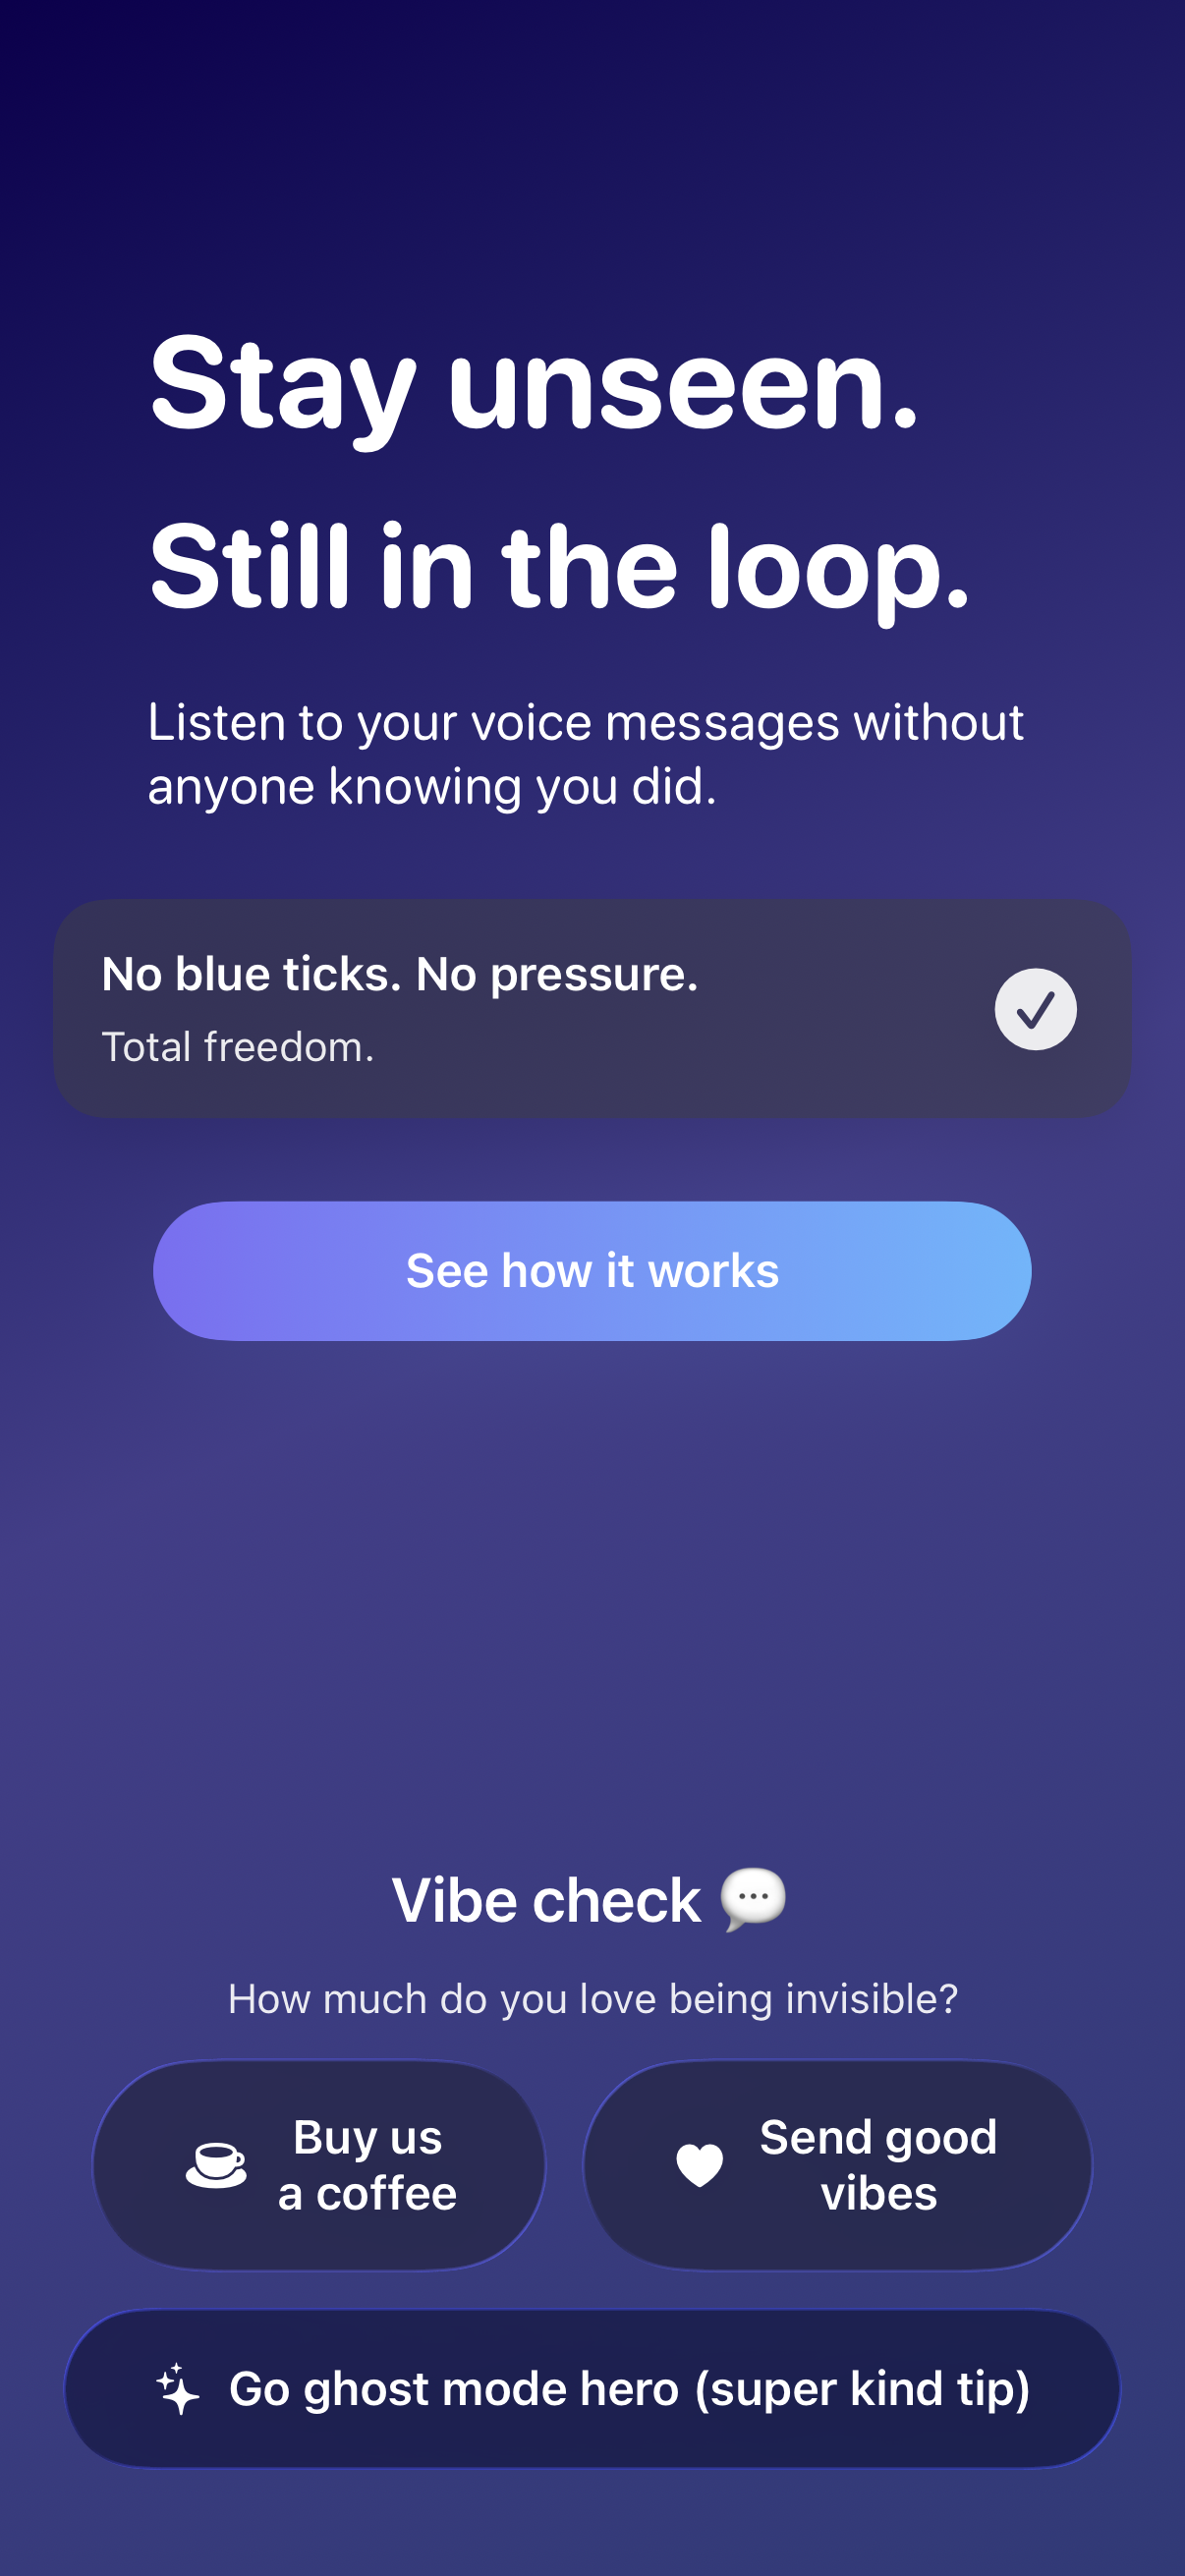 Stay unseen.
Still in the loop.
Listen to your voice messages without
anyone knowing you did.
No blue ticks. No pressure.
Total freedom.
See how it works
Vibe check 💬
How much do you love being invisible?
Buy us
a coffee
Send good
vibes
Go ghost mode hero (super kind tip)